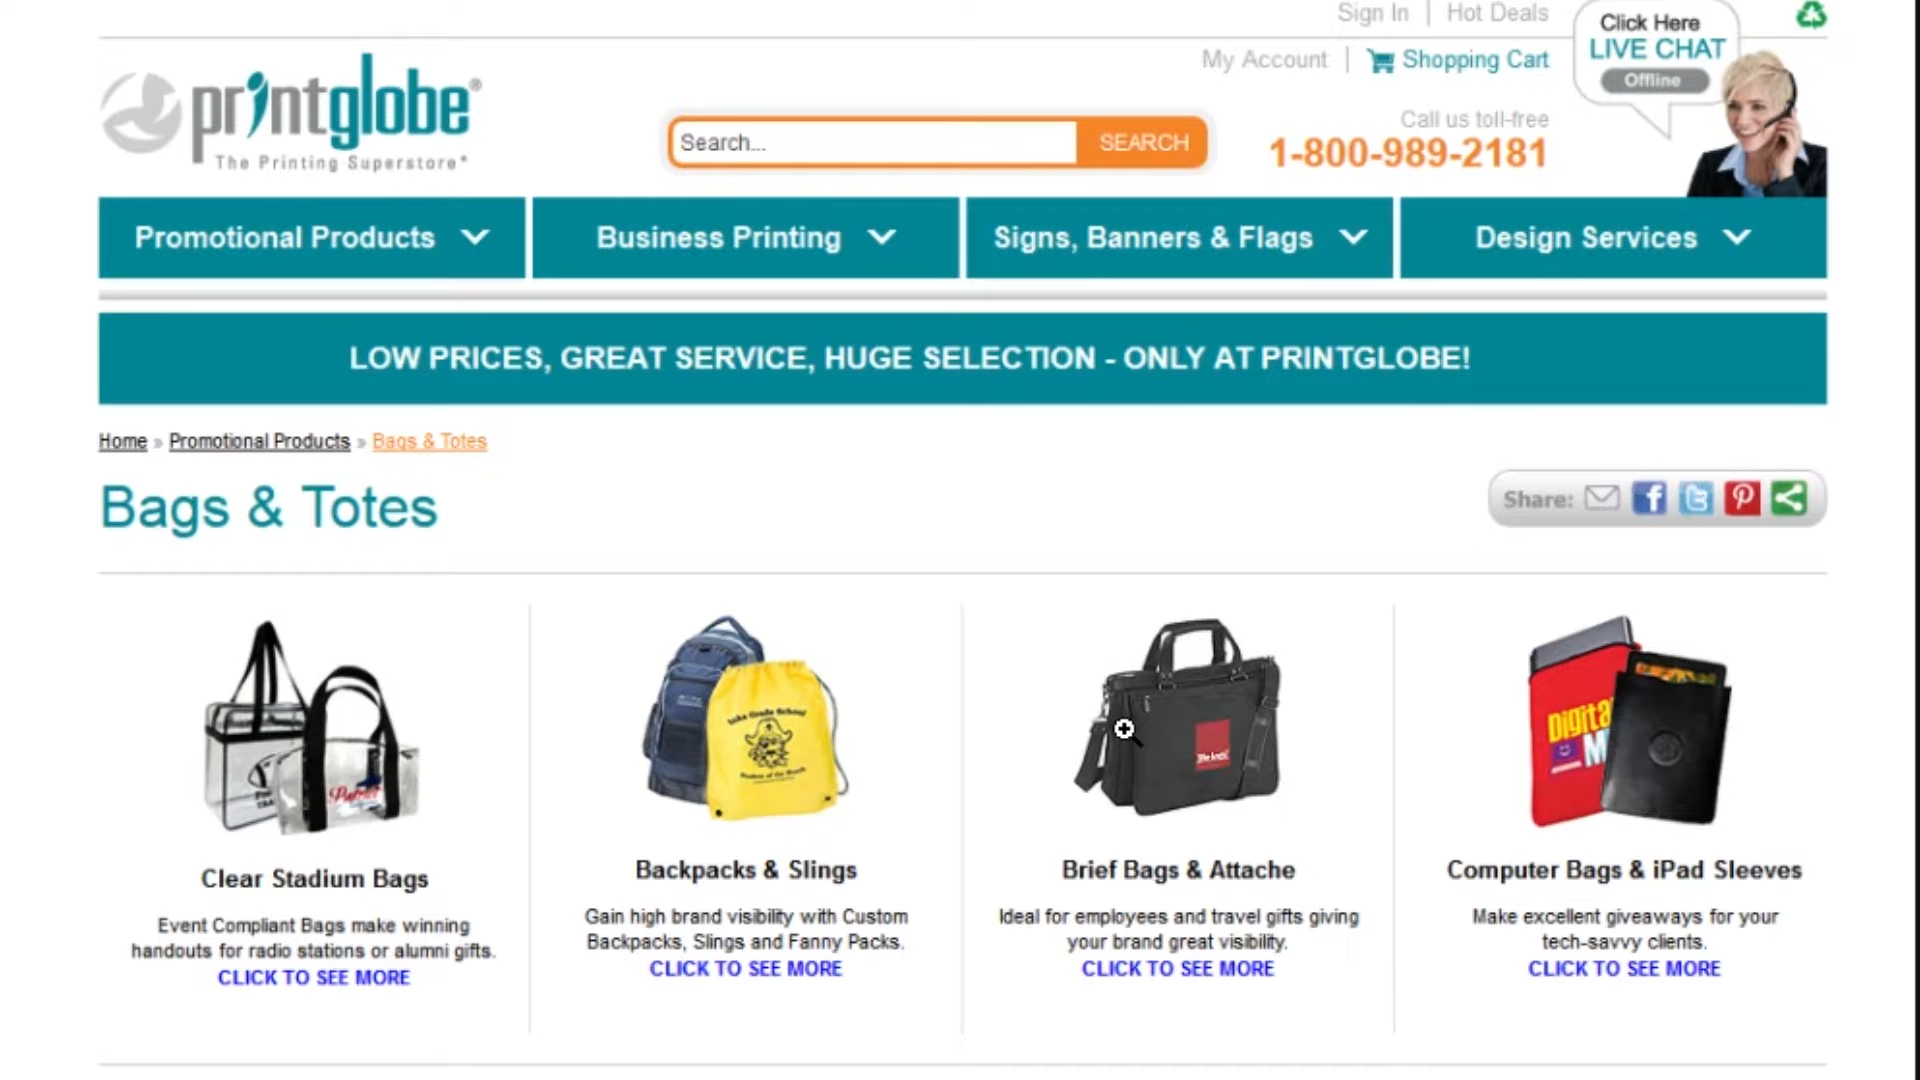 Sign In | Hot Deals
Click Here
LIVE CHAT
Offline
My Account | Shopping Cart
printglobe®
The Printing Superstore®
Search...
SEARCH
Call us toll-free
1-800-989-2181
Promotional Products
Business Printing
Signs, Banners & Flags
Design Services
LOW PRICES, GREAT SERVICE, HUGE SELECTION - ONLY AT PRINTGLOBE!
Home » Promotional Products » Bags & Totes
Bags & Totes
Share:
Digita
M
Clear Stadium Bags
Event Compliant Bags make winning
handouts for radio stations or alumni gifts.
CLICK TO SEE MORE
Backpacks & Slings
Gain high brand visibility with Custom
Backpacks, Slings and Fanny Packs.
CLICK TO SEE MORE
Brief Bags & Attache
Ideal for employees and travel gifts giving
your brand great visibility.
CLICK TO SEE MORE
Computer Bags & iPad Sleeves
Make excellent giveaways for your
tech-savvy clients.
CLICK TO SEE MORE